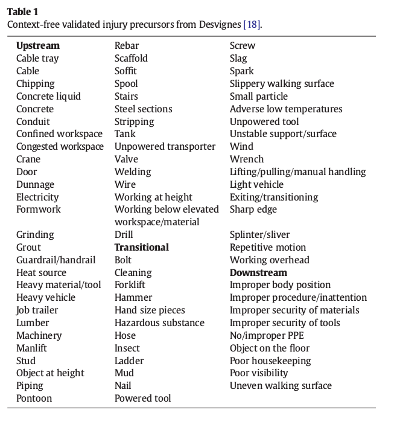 Table 1
Context-free validated injury precursors from Desvignes [18].
Upstream
Cable tray
Cable
Chipping
Concrete liquid
Concrete
Conduit
Confined workspace
Congested workspace
Crane
Door
Dunnage
Electricity
Formwork
Grinding
Grout
Guardrail/handrail
Heat source
Heavy material/tool
Heavy vehicle
Job trailer
Lumber
Machinery
Manlift
Stud
Object at height
Piping
Pontoon
Rebar
Scaffold
Soffit
Spool
Stairs
Steel sections
Stripping
Tank
Unpowered transporter
Valve
Welding
Wire
Working at height
Working below elevated
workspace/material
Drill
Transitional
Bolt
Cleaning
Forklift
Hammer
Hand size pieces
Hazardous substance
Hose
Insect
Ladder
Mud
Nail
Powered tool
Screw
Slag
Spark
Slippery walking surface
Small particle
Adverse low temperatures
Unpowered tool
Unstable support/surface
Wind
Wrench
Lifting/pulling/manual handling
Light vehicle
Exiting/transitioning
Sharp edge
Splinter/sliver
Repetitive motion
Working overhead
Downstream
Improper body position
Improper procedure/inattention
Improper security of materials
Improper security of tools
No/improper PPE
Object on the floor
Poor housekeeping
Poor visibility
Uneven walking surface